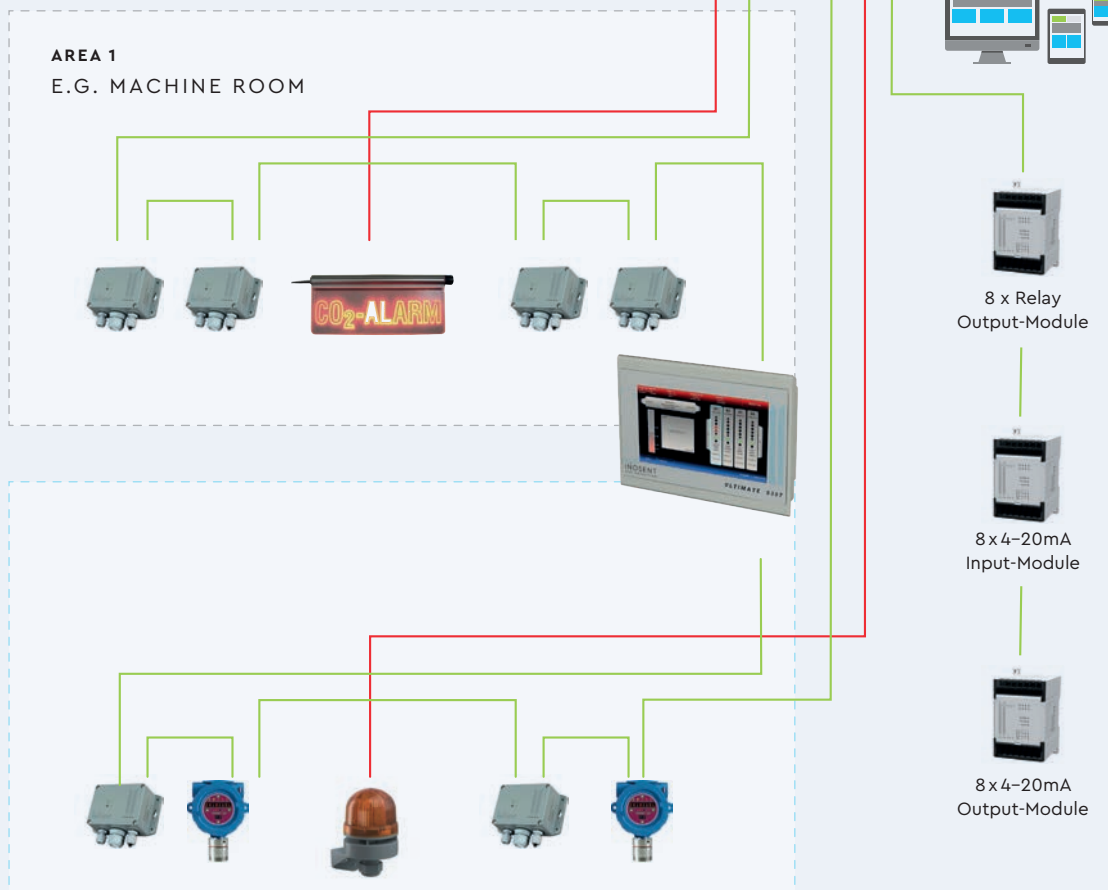 AREA 1
E.G. MACHINE ROOM
CO₂-ALARM
INOSENT
ULTIMATE
8 x Relay
Output-Module
8 x 4–20mA
Input-Module
8 x 4–20mA
Output-Module